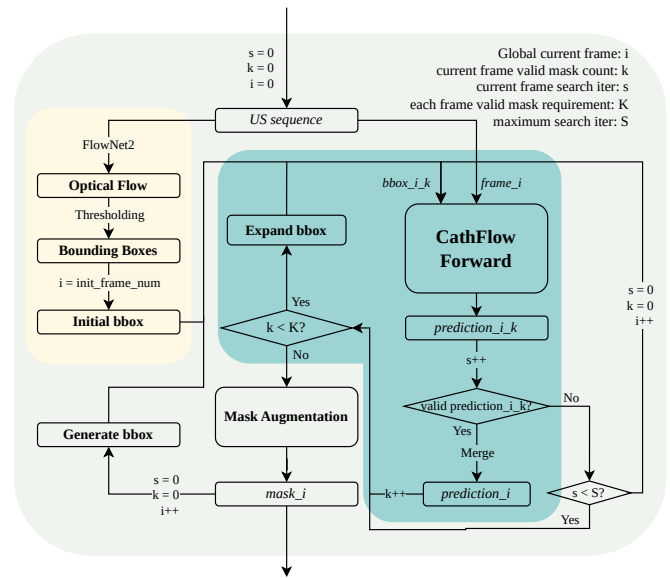 s = 0
k = 0
i = 0
Global current frame: i
current frame valid mask count: k
current frame search iter: s
each frame valid mask requirement: K
maximum search iter: S
US sequence
FlowNet2
Optical Flow
Thresholding
Bounding Boxes
i = init_frame_num
Initial bbox
bbox_i_k
frame_i
Expand bbox
CathFlow
Forward
Yes
k < K?
No
prediction_i_k
s++
s = 0
k = 0
i++
Mask Augmentation
valid prediction_i_k?
No
Yes
Merge
Generate bbox
s = 0
k = 0
i++
mask_i
k++
prediction_i
s < S?
Yes